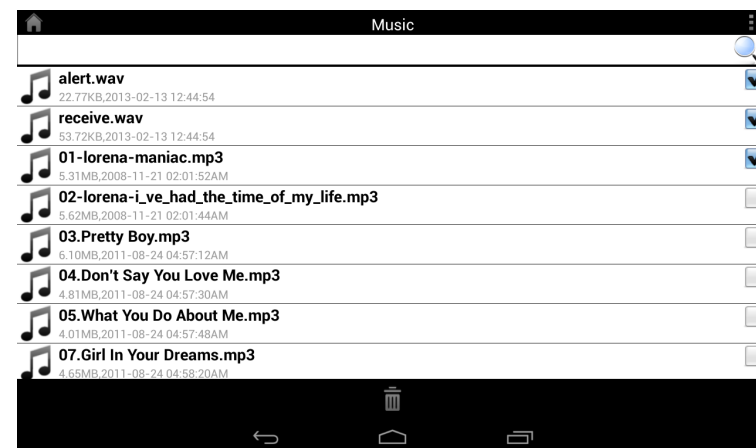 Music
alert.wav
22.77KB,2013-02-13 12:44:54
receive.wav
53.72KB,2013-02-13 12:44:54
01-lorena-maniac.mp3
5.31MB,2008-11-21 02:01:52AM
02-lorena-i_ve_had_the_time_of_my_life.mp3
5.62MB,2008-11-21 02:01:44AM
03.Pretty Boy.mp3
6.10MB,2011-08-24 04:57:12AM
04.Don't Say You Love Me.mp3
4.81MB,2011-08-24 04:57:30AM
05.What You Do About Me.mp3
4.01MB,2011-08-24 04:57:48AM
07.Girl In Your Dreams.mp3
4.65MB,2011-08-24 04:58:20AM